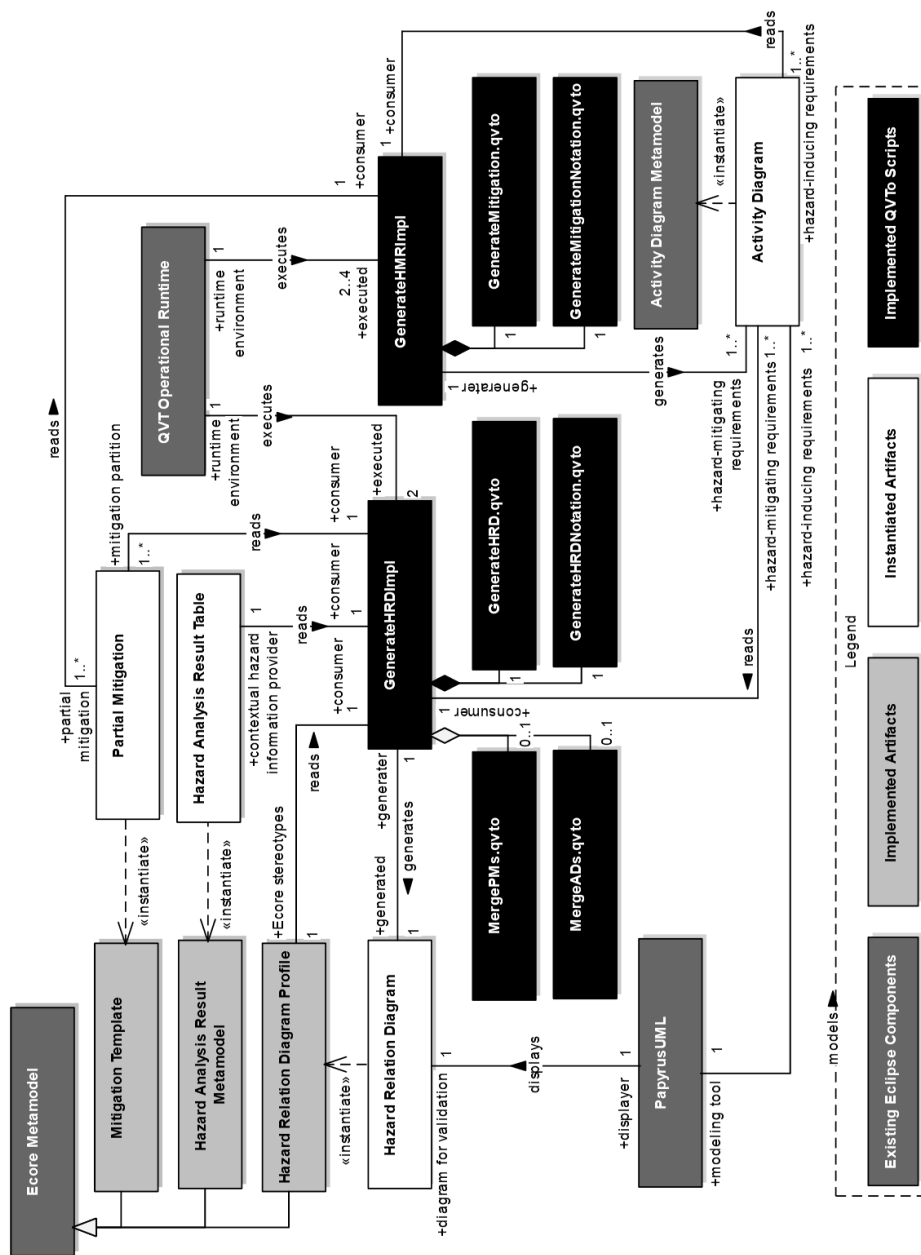 Ecore Metamodel
Mitigation Template
Hazard Analysis Result
Metamodel
Hazard Relation Diagram Profile
Hazard Relation Diagram
«instantiate»
«instantiate»
«instantiate»
+partial
mitigation
1..*
Partial Mitigation
+mitigation partition
1..*
reads
Hazard Analysis Result Table
1
+contextual hazard
information provider
reads
+Ecore stereotypes
1
reads
reads
1
+consumer
QVT Operational Runtime
1
+runtime
environment
executes
1
+runtime
environment
executes
2..4
+executed
+executed
2
+consumer
1
+consumer
1
+consumer
1
GenerateHRDImpl
1
+generater
generates
+generated
1
1
+consumer
GenerateHMRIImpl
1
+consumer
reads
1..*
+hazard-inducing requirements
1
+generater
generates
1..*
+hazard-mitigating
requirements
GenerateMitigation.qvto
1
GenerateMitigationNotation.qvto
1
Activity Diagram Metamodel
«instantiate»
Activity Diagram
GenerateHRD.qvto
1
GenerateHRDNotation.qvto
1
MergePMs.qvto
0..1
MergeADs.qvto
0..1
+hazard-mitigating requirements
1..*
reads
+hazard-inducing requirements
1..*
models
+diagram for validation
1
displays
1
+displayer
PapyrusUML
+modeling tool
1
Legend
Existing Eclipse Components
Implemented Artifacts
Instantiated Artifacts
Implemented QVTo
Scripts